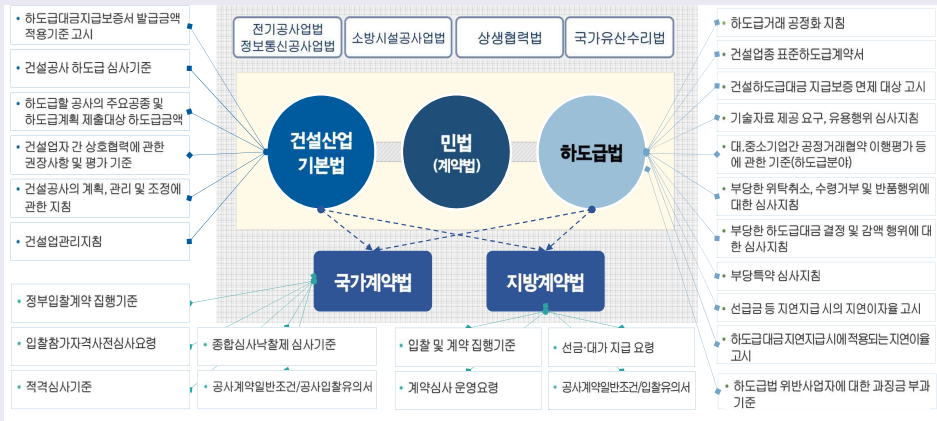 • 하도급대금지급보증서 발급금액
적용기준 고시
• 건설공사 하도급 심사기준
• 하도급할 공사의 주요공종 및
하도급계획 제출대상 하도급금액
• 건설업자 간 상호협력에 관한
권장사항 및 평가 기준
• 건설공사의 계획, 관리 및 조정에
관한 지침
• 건설업관리지침
전기공사업법
정보통신공사업법
소방시설공사업법
상생협력법
국가유산수리법
건설산업
기본법
민법
(계약법)
하도급법
국가계약법
지방계약법
• 하도급거래 공정화 지침
• 건설업종 표준하도급계약서
• 건설하도급대금 지급보증 면제 대상 고시
• 기술자료 제공 요구, 유용행위 심사지침
• 대.중소기업간 공정거래협약 이행평가 등
에 관한 기준(하도급분야)
• 부당한 위탁취소, 수령거부 및 반품행위에
대한 심사지침
• 부당한 하도급대금 결정 및 감액 행위에 대
한 심사지침
• 부당특약 심사지침
• 선급금 등 지연지급 시의 지연이자율 고시
• 하도급대금 지연지급시에 적용되는 지연이율
고시
• 하도급법 위반사업자에 대한 과징금 부과
기준
• 정부입찰계약 집행기준
• 입찰참가자격사전심사요령
• 적격심사기준
• 종합심사낙찰제 심사기준
• 공사계약일반조건/공사입찰유의서
• 입찰 및 계약 집행기준
• 계약심사 운영요령
• 선금·대가 지급 요령
• 공사계약일반조건/입찰유의서